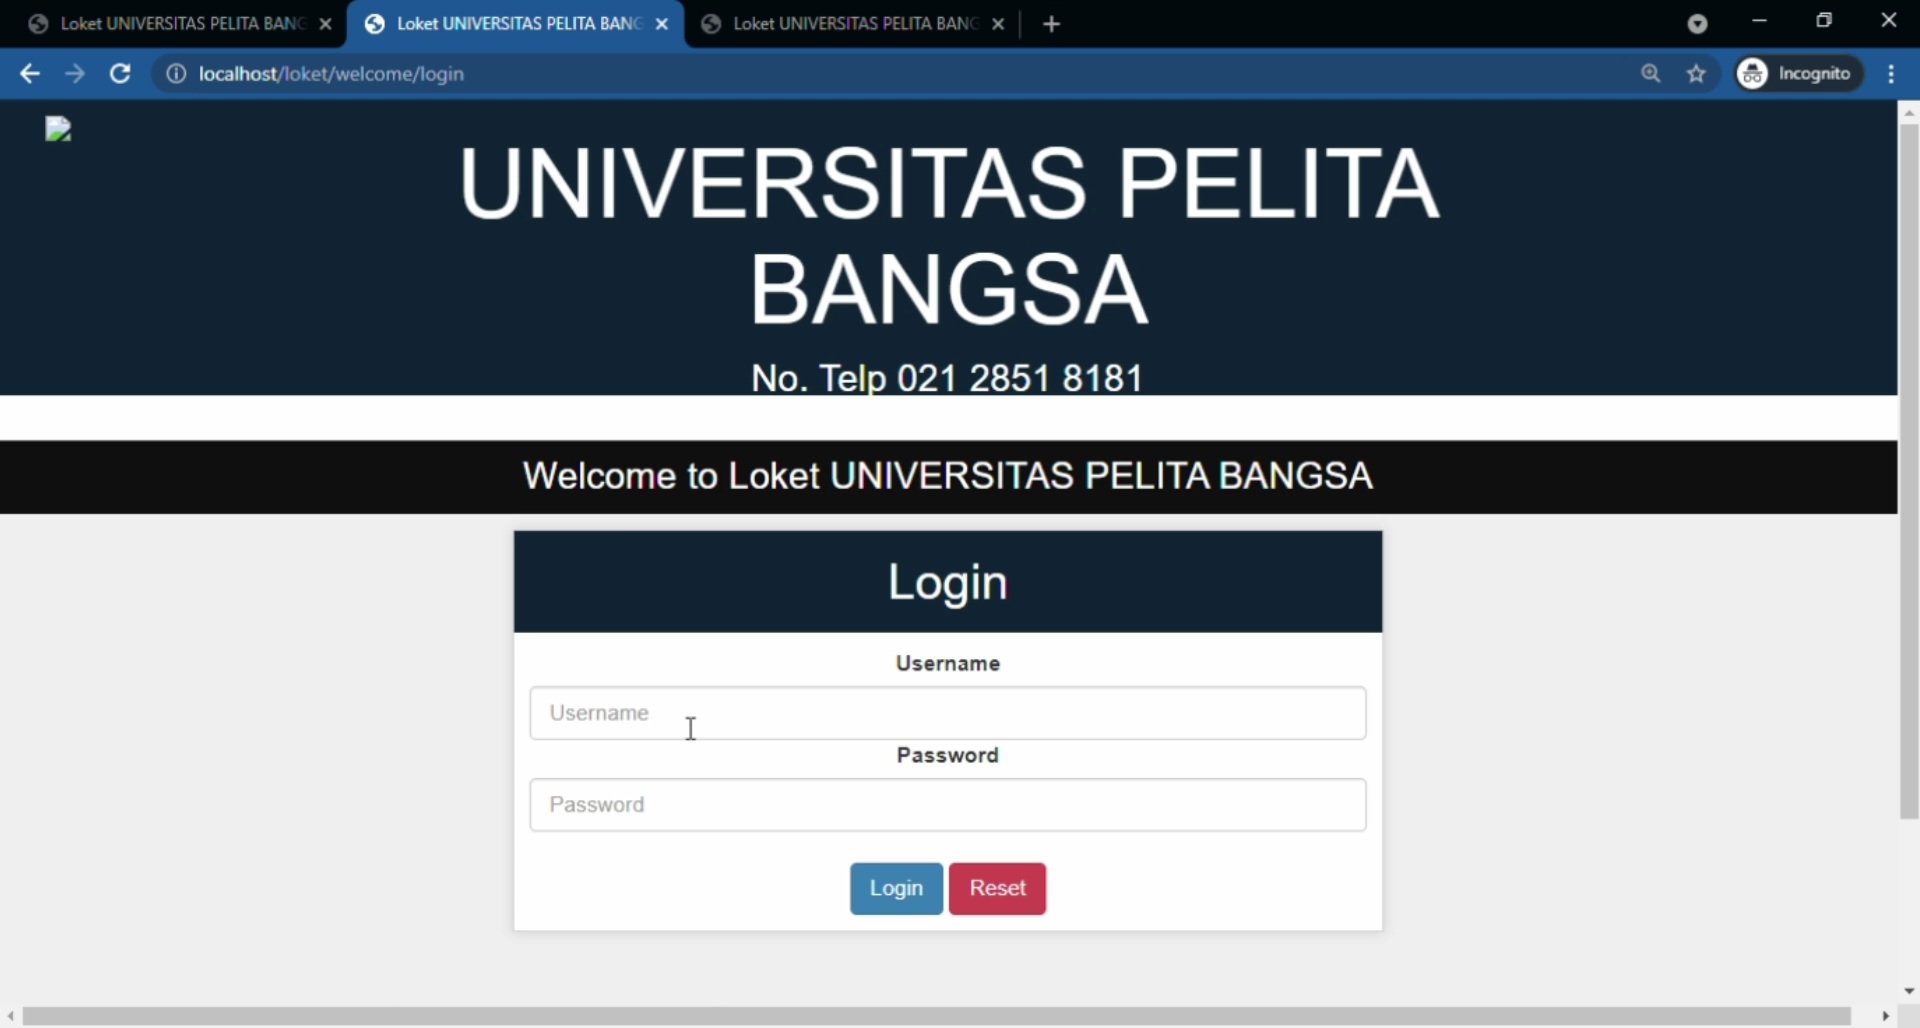 Loket UNIVERSITAS PELITA BANG
Loket UNIVERSITAS PELITA BANG
Loket UNIVERSITAS PELITA BANG
localhost/loket/welcome/login
Incognito
UNIVERSITAS PELITA
BANGSA
No. Telp 021 2851 8181
Welcome to Loket UNIVERSITAS PELITA BANGSA
Login
Username
Username
Password
Password
Login Reset